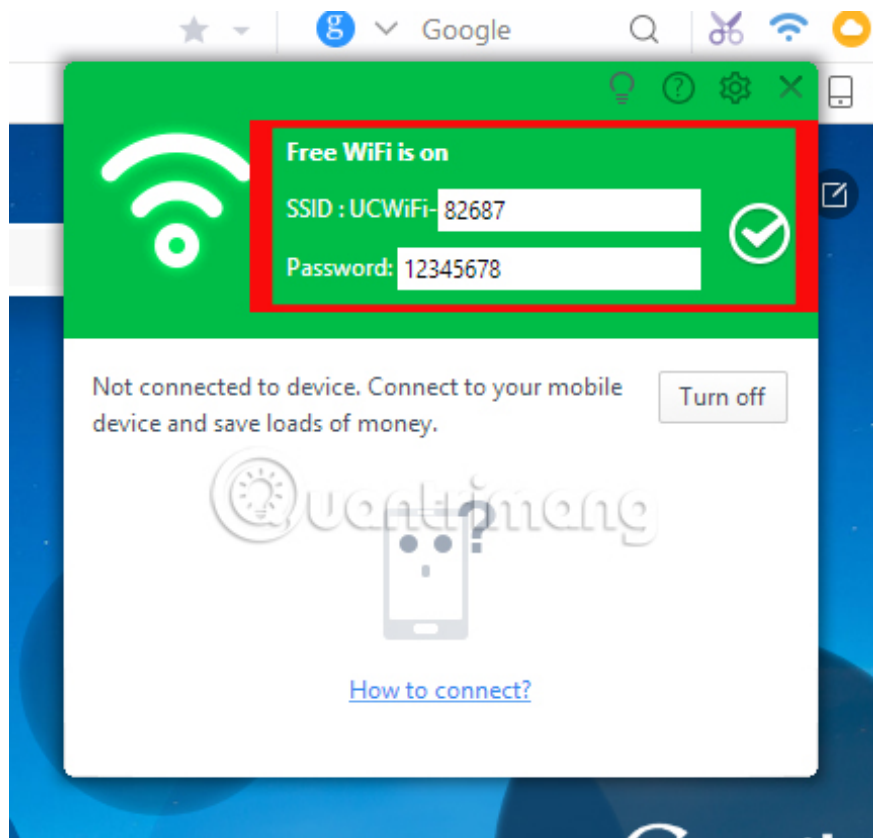 g Google
Free WiFi is on
SSID : UCWiFi- 82687
Password: 12345678
Not connected to device. Connect to your mobile
device and save loads of money.
Turn off
Quantrimang
?
How to connect?